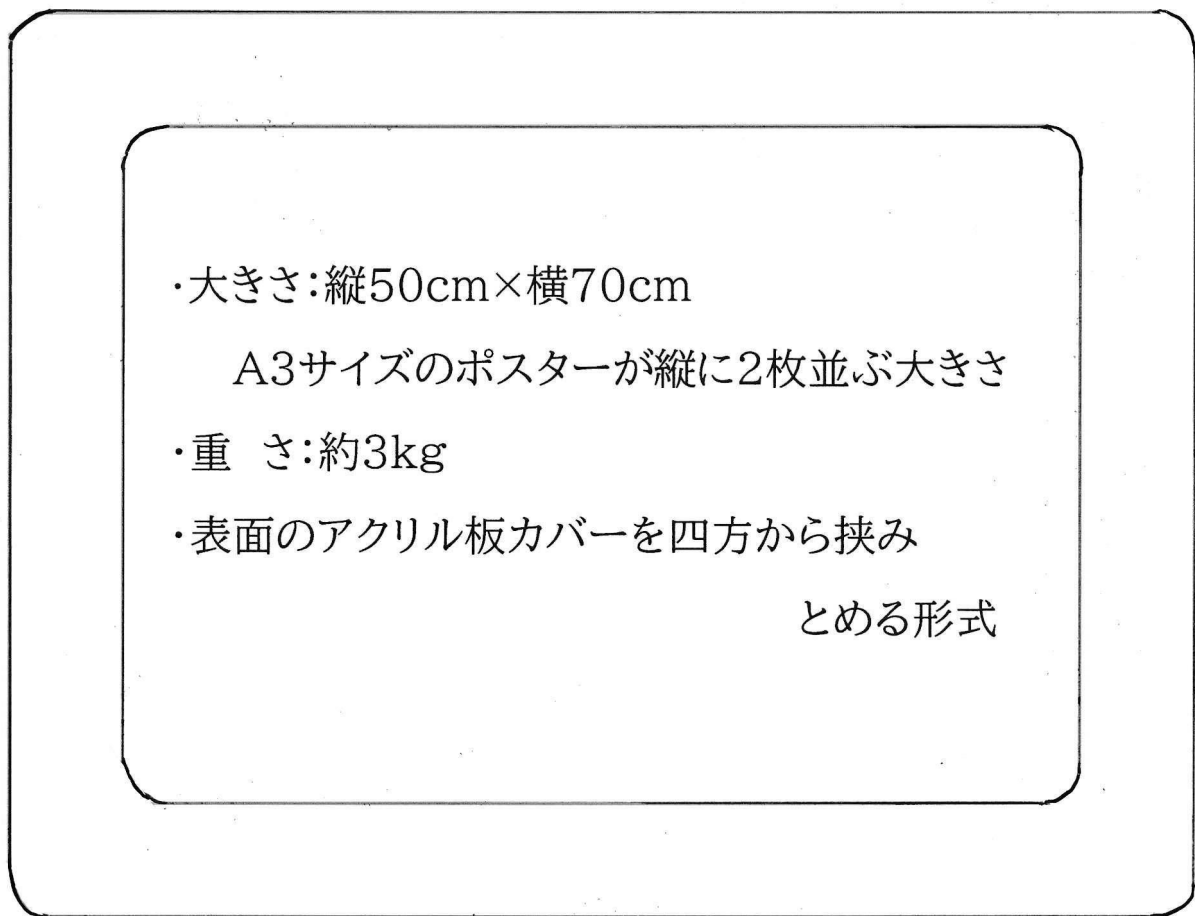 ・大きさ：縦50cm×横70cm
A3サイズのポスターが縦に2枚並ぶ大きさ
・重　さ：約3kg
・表面のアクリル板カバーを四方から挟み
とめる形式